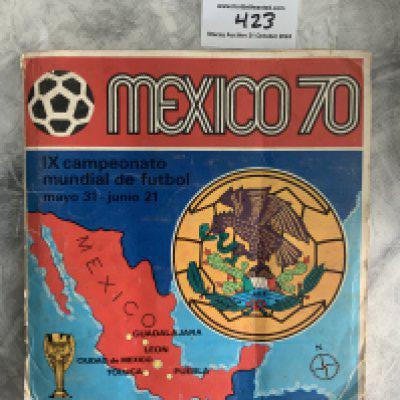 423
MEXICO 70
IX campeonato
mundial de futbol
mayo 31 - junio 21
MEXICO
GUADALAJARA
LEON
CIUDAD de MEXICO
TOLUCA
PUEBLA
N